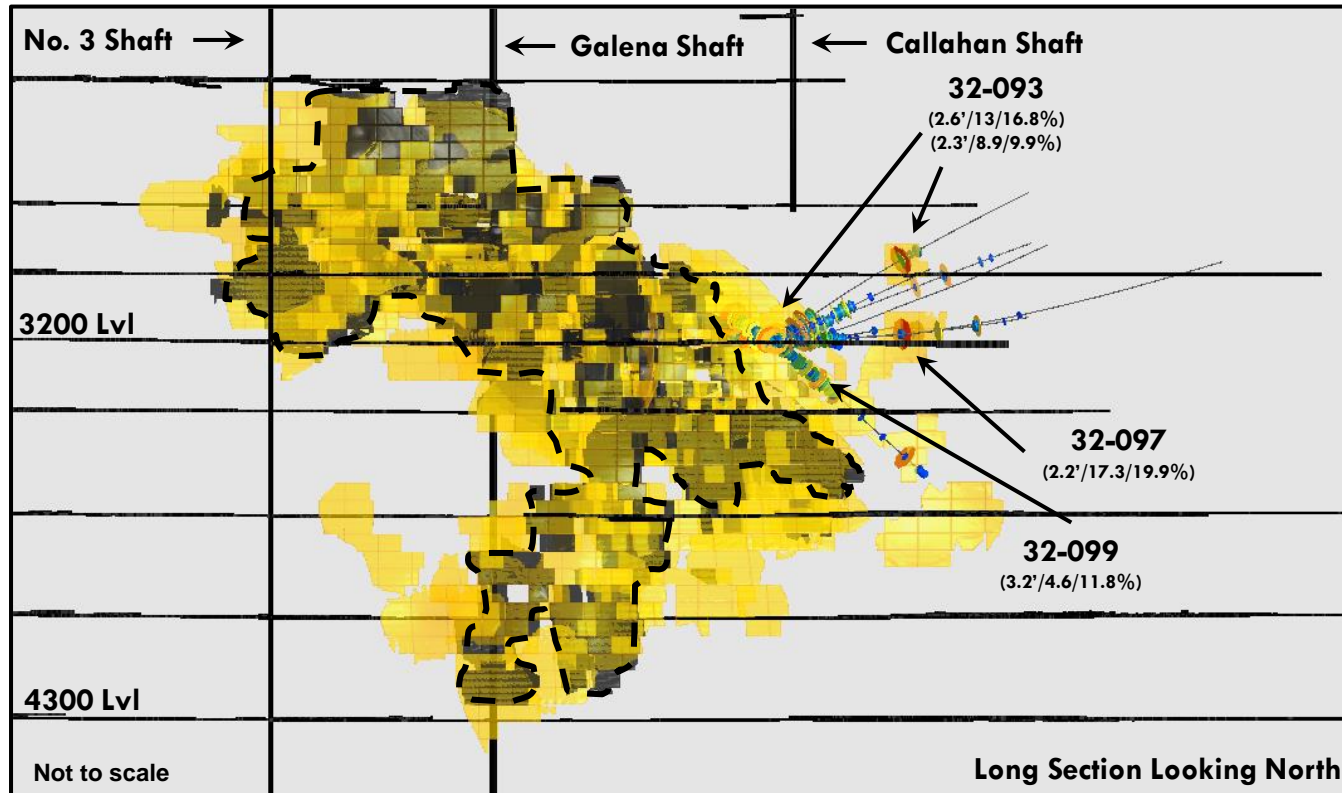 No. 3 Shaft
Galena Shaft
Callahan Shaft
32-093
(2.6'/13/16.8%)
(2.3'/8.9/9.9%)
3200 Lvl
32-097
(2.2'/17.3/19.9%)
32-099
(3.2'/4.6/11.8%)
4300 Lvl
Not to scale
Long Section Looking North